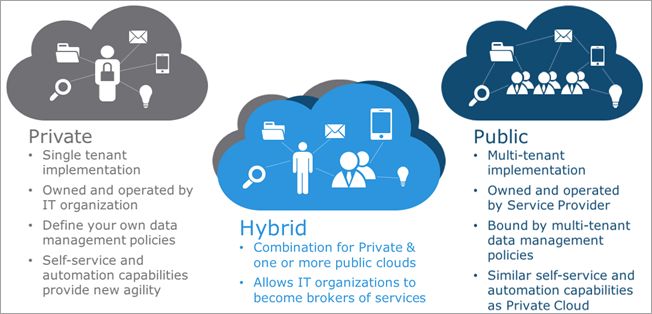 Private
• Single tenant
implementation
• Owned and operated by
IT organization
• Define your own data
management policies
• Self-service and
automation capabilities
provide new agility
Hybrid
• Combination for Private &
one or more public clouds
• Allows IT organizations to
become brokers of services
Public
• Multi-tenant
implementation
• Owned and operated
by Service Provider
• Bound by multi-tenant
data management
policies
• Similar self-service and
automation capabilities
as Private Cloud